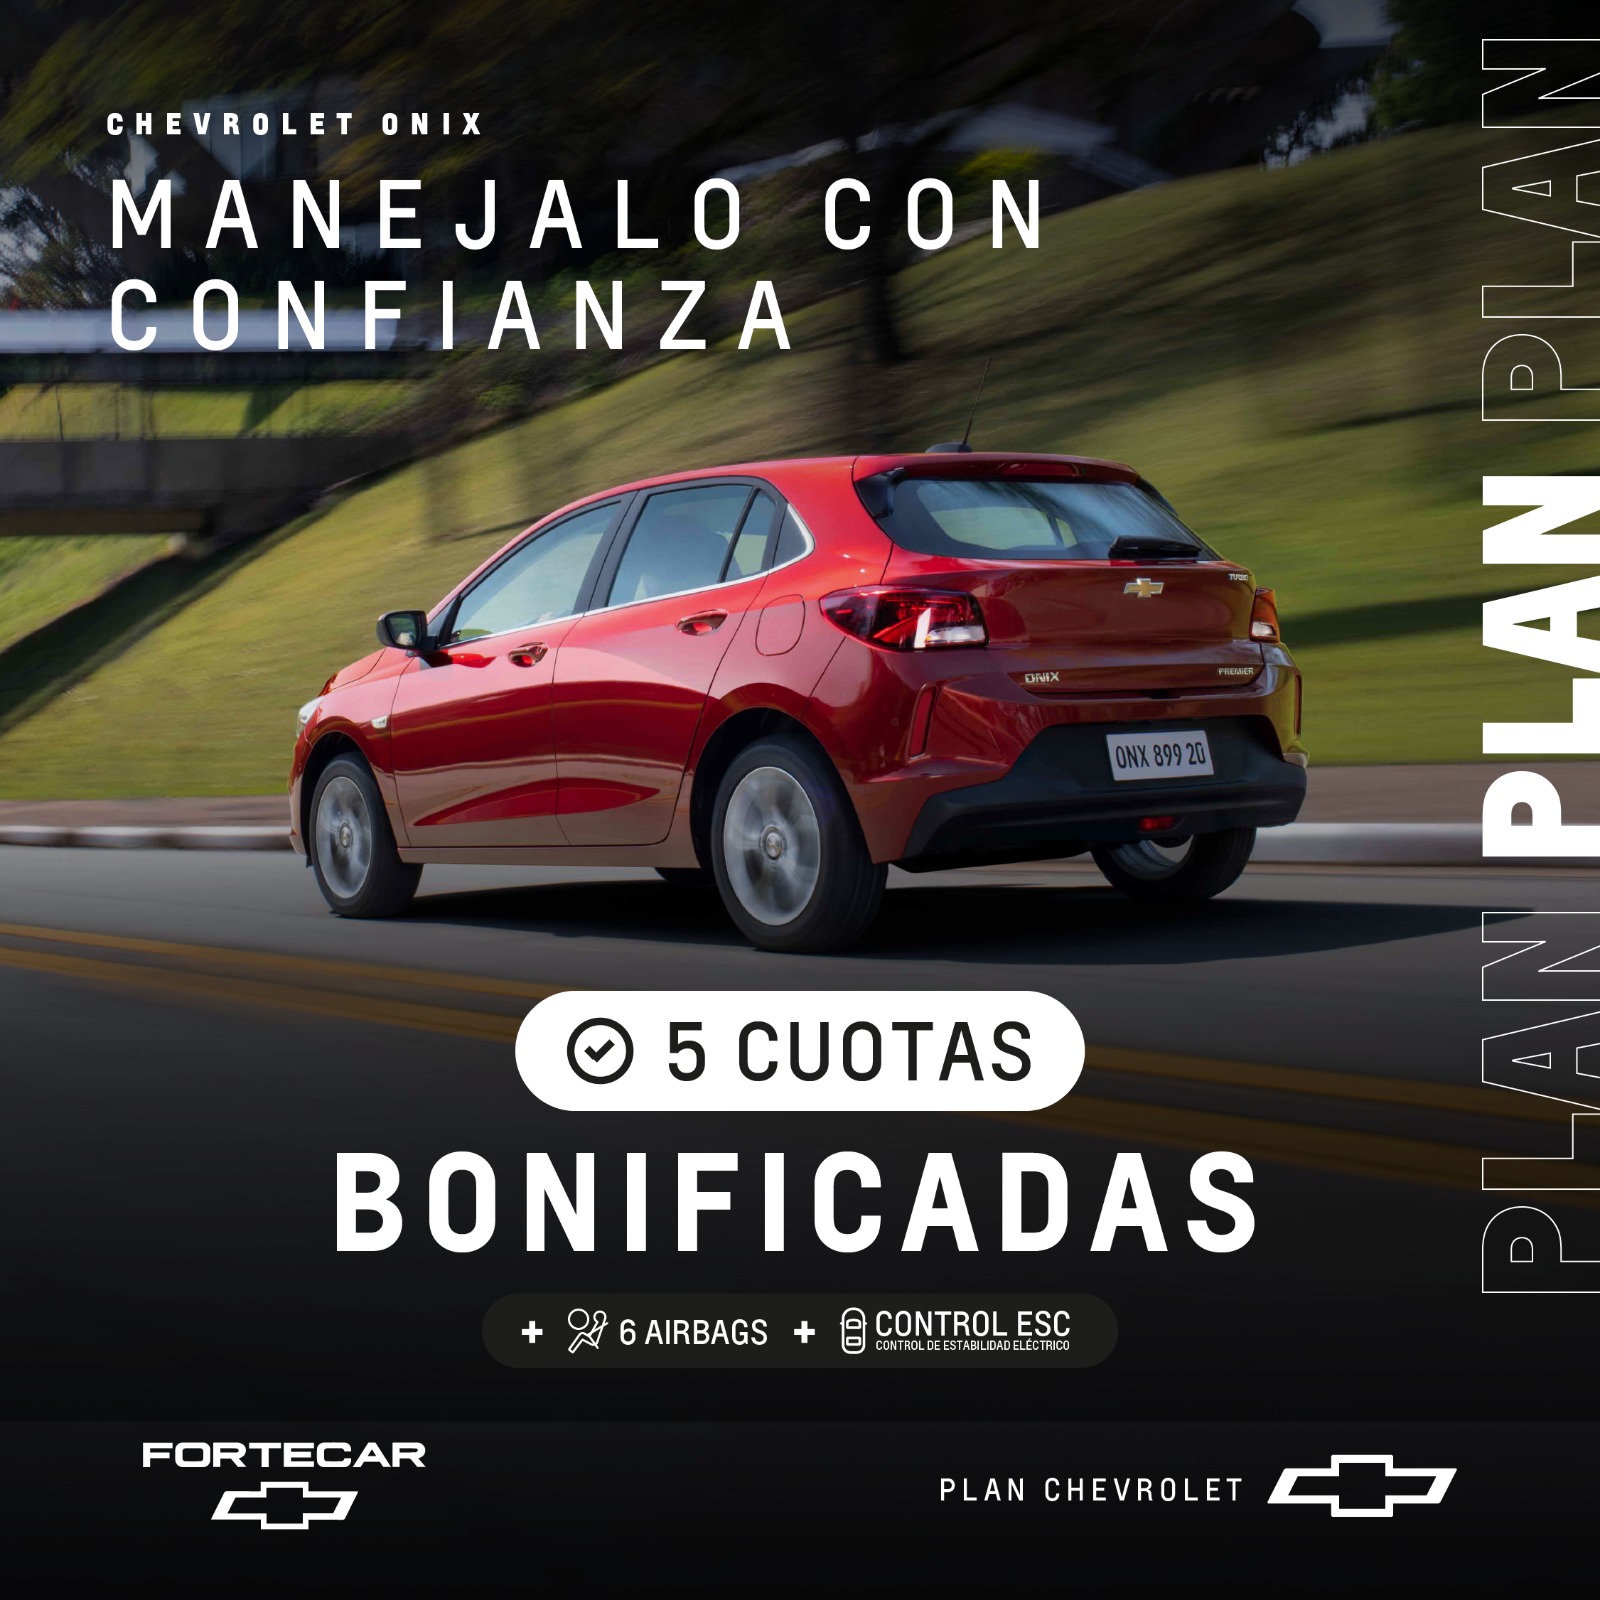 CHEVROLET ONIX
MANEJALO CON
CONFIANZA
PLAN PLAN PLAN
TURBO
ONIX
PREMIER
ONX 899 20
5 CUOTAS
BONIFICADAS
+ 6 AIRBAGS + CONTROL ESC
CONTROL DE ESTABILIDAD ELÉCTRICO
FORTECAR
PLAN CHEVROLET